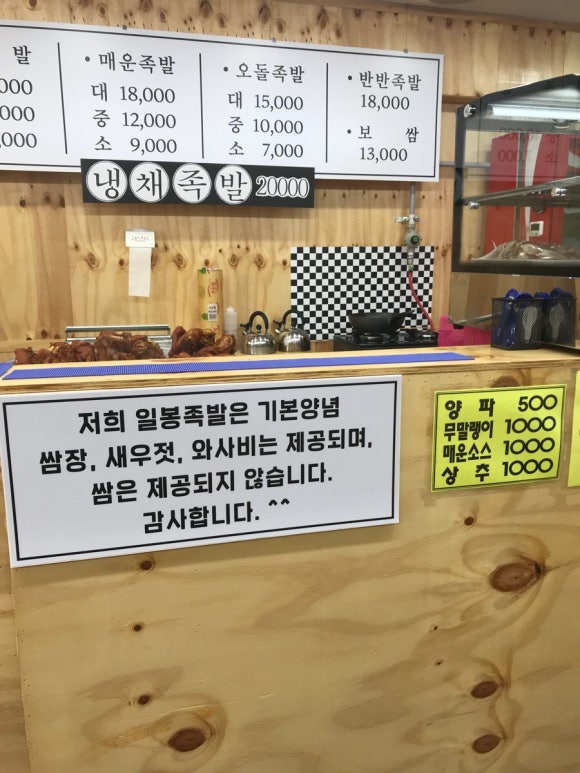 발
• 매운족발
• 오돌족발
• 반반족발
000
대 18,000
대 15,000
18,000
000
중 12,000
중 10,000
• 보 쌈
,000
소 9,000
소 7,000
13,000
냉채족발 20000
저희 일봉족발은 기본양념
쌈장, 새우젓, 와사비는 제공되며,
쌈은 제공되지 않습니다.
감사합니다. ^^
양 파 500
무말랭이 1000
매운소스 1000
상 추 1000